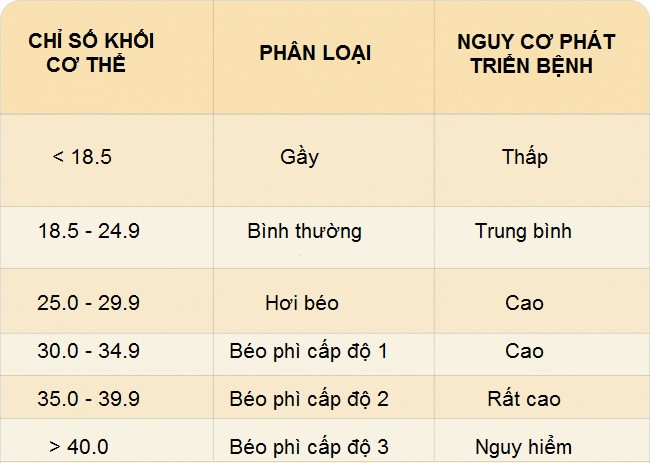 CHỈ SỐ KHỐI
CƠ THỂ
PHÂN LOẠI
NGUY CƠ PHÁT
TRIỂN BỆNH
< 18.5 Gầy Thấp
18.5 - 24.9 Bình thường Trung bình
25.0 - 29.9 Hơi béo Cao
30.0 - 34.9 Béo phì cấp độ 1 Cao
35.0 - 39.9 Béo phì cấp độ 2 Rất cao
> 40.0 Béo phì cấp độ 3 Nguy hiểm